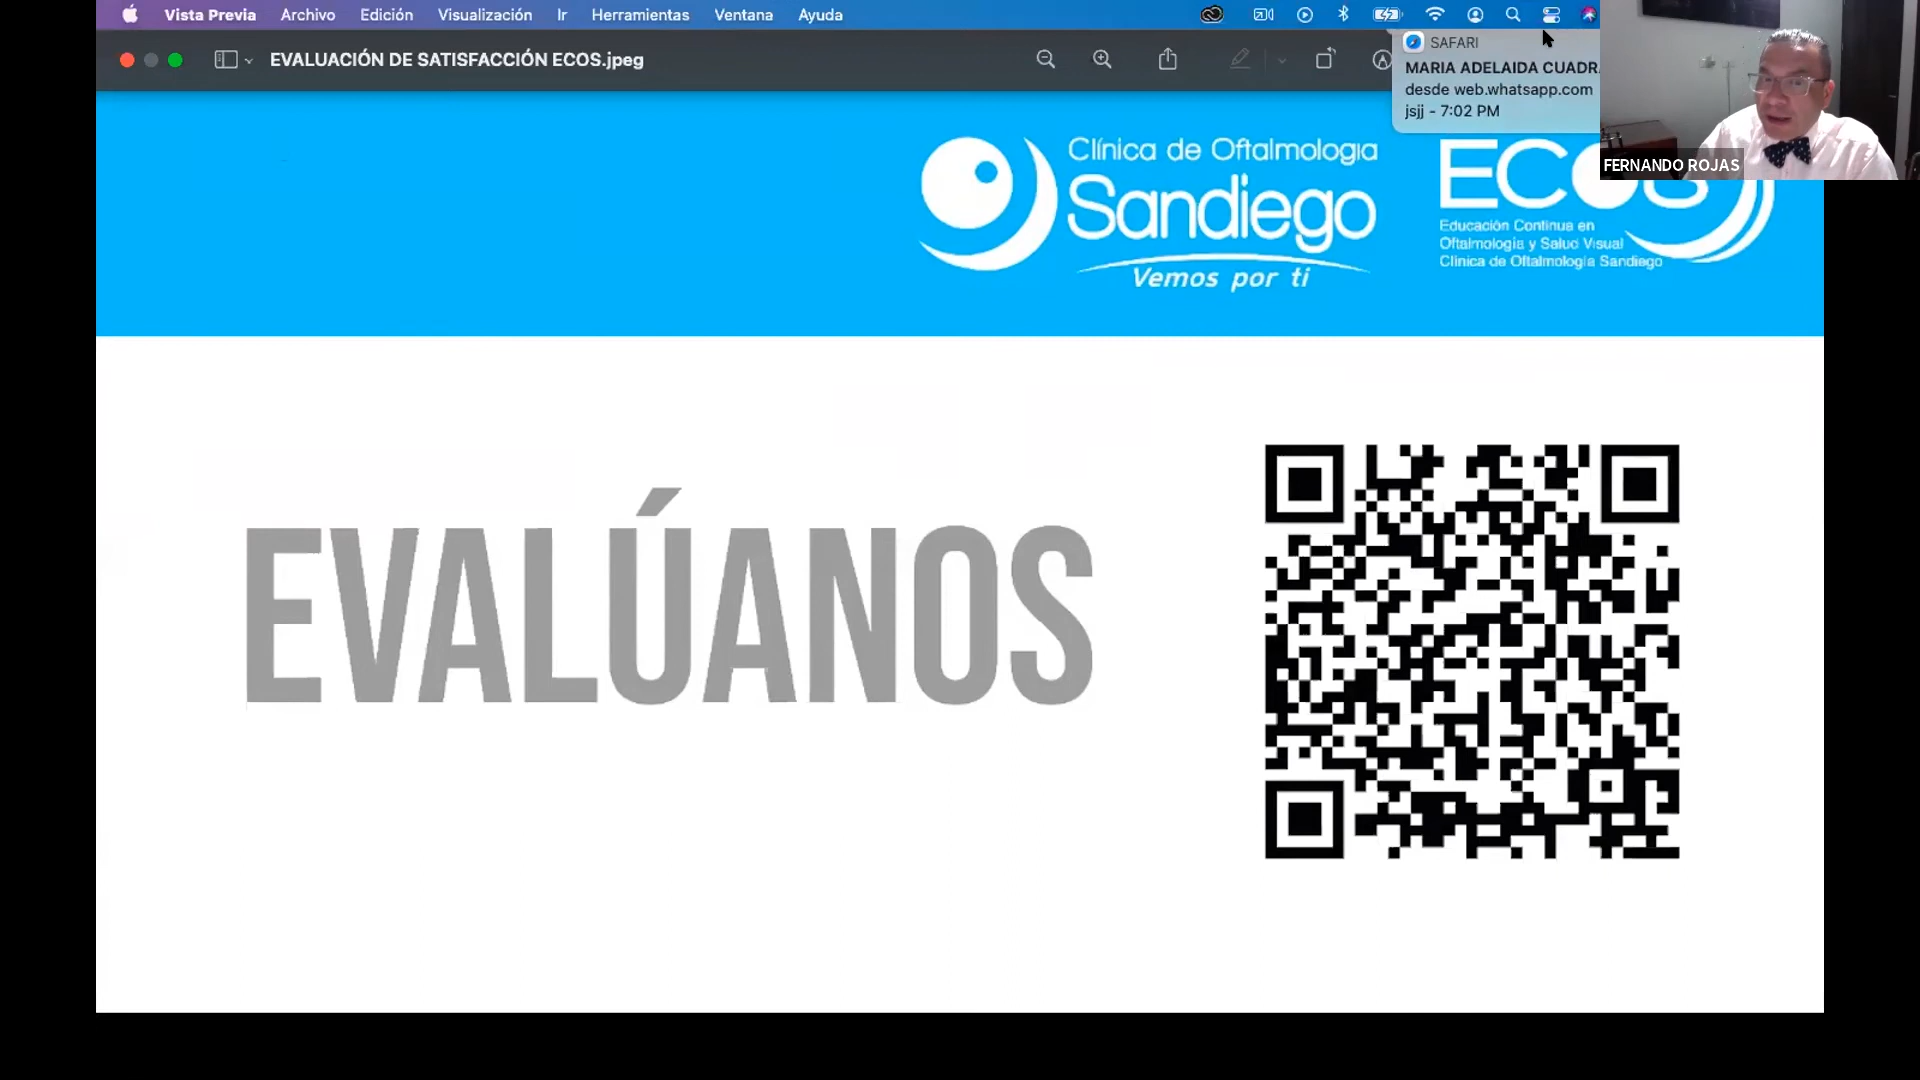 Vista Previa Archivo Edición Visualización Ir Herramientas Ventana Ayuda
EVALUACIÓN DE SATISFACCIÓN ECOS.jpeg
SAFARI
MARIA ADELAIDA CUADR
desde web.whatsapp.com
jsjj - 7:02 PM
FERNANDO ROJAS
Clínica de Oftalmología
Sandiego
Vemos por ti
ECOS
Educación Continua en
Oftalmología y Salud Visual
Clínica de Oftalmología Sandiego
EVALÚANOS